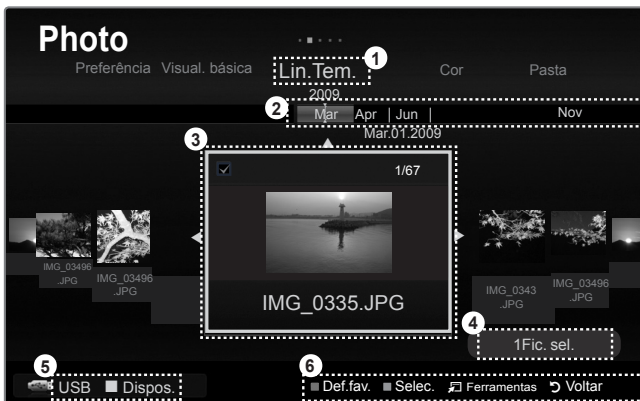 Photo
Preferência Visual. básica Lin.Tem. Cor Pasta
1
2009
2
Mar Apr Jun Nov
Mar.01.2009
3
1/67
IMG_03496
.JPG
IMG_03496
.JPG
IMG_0335.JPG
IMG_0343
.JPG
IMG_03496
.JPG
4
1Fic. sel.
5
USB Dispos.
6
Def.fav. Selec. Ferramentas Voltar